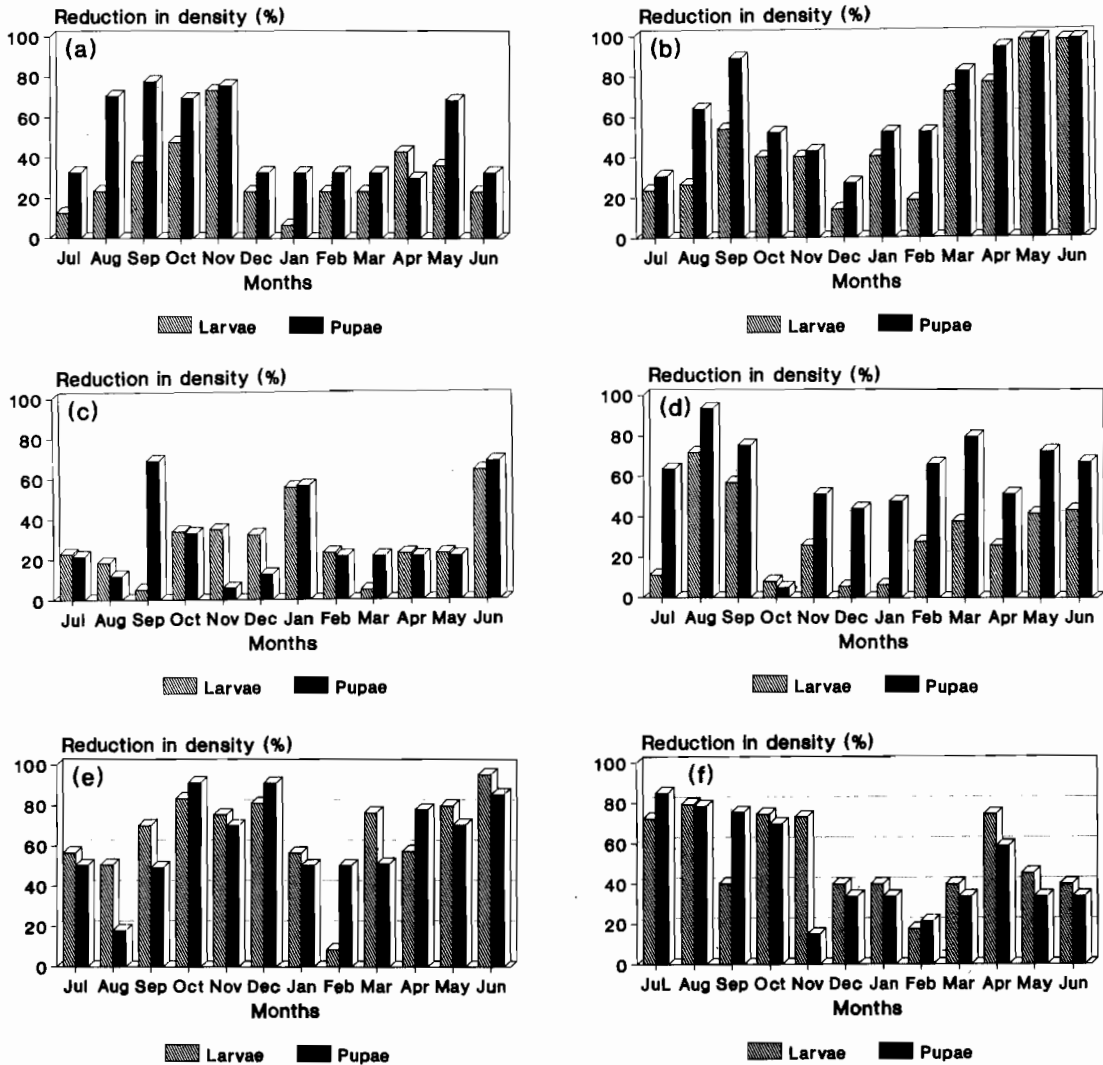 Reduction in density (%)
(a)
100
80
60
40
20
0
Jul Aug Sep Oct Nov Dec Jan Feb Mar Apr May Jun
Months
Larvae Pupae
Reduction in density (%)
(b)
100
80
60
40
20
0
Jul Aug Sep Oct Nov Dec Jan Feb Mar Apr May Jun
Months
Larvae Pupae
Reduction in density (%)
(c)
100
80
60
40
20
0
Jul Aug Sep Oct Nov Dec Jan Feb Mar Apr May Jun
Months
Larvae Pupae
Reduction in density (%)
(d)
100
80
60
40
20
0
Jul Aug Sep Oct Nov Dec Jan Feb Mar Apr May Jun
Months
Larvae Pupae
Reduction in density (%)
(e)
100
80
60
40
20
0
Jul Aug Sep Oct Nov Dec Jan Feb Mar Apr May Jun
Months
Larvae Pupae
Reduction in density (%)
(f)
100
80
60
40
20
0
JuL Aug Sep Oct Nov Dec Jan Feb Mar Apr May Jun
Months
Larvae Pupae